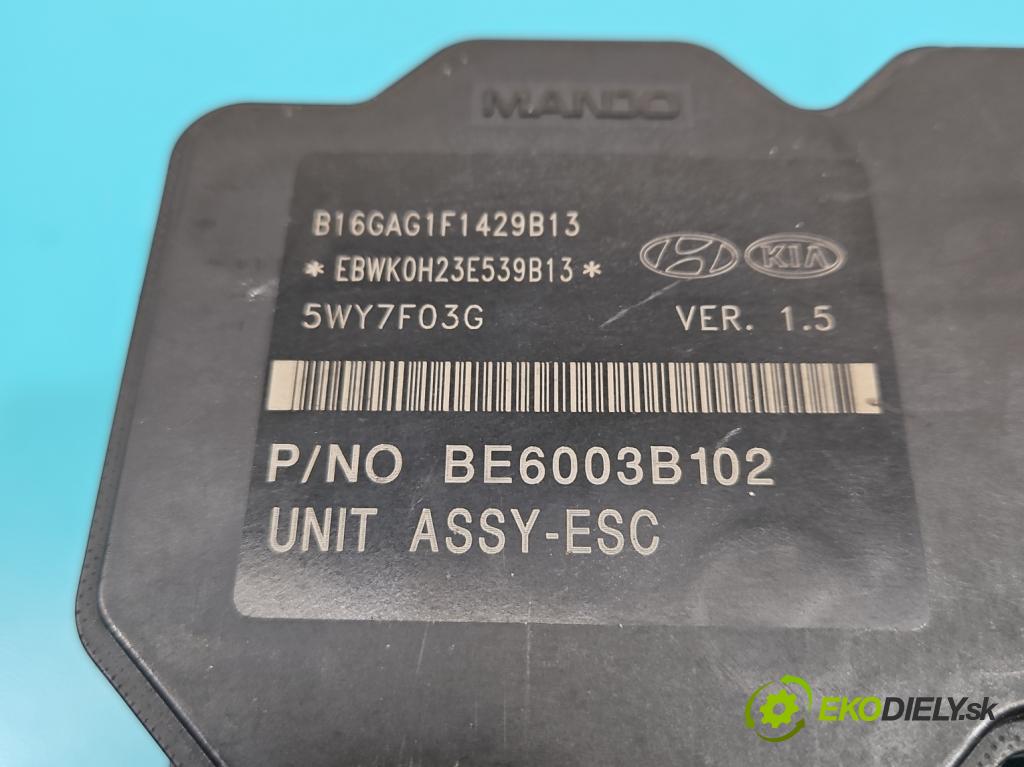 MANDO
B16GAG1F1429B13
*EBWK0H23E539B13*
KIA
5WY7F03G VER. 1.5
P/NO BE6003B102
UNIT ASSY-ESC
EKODIELY.sk